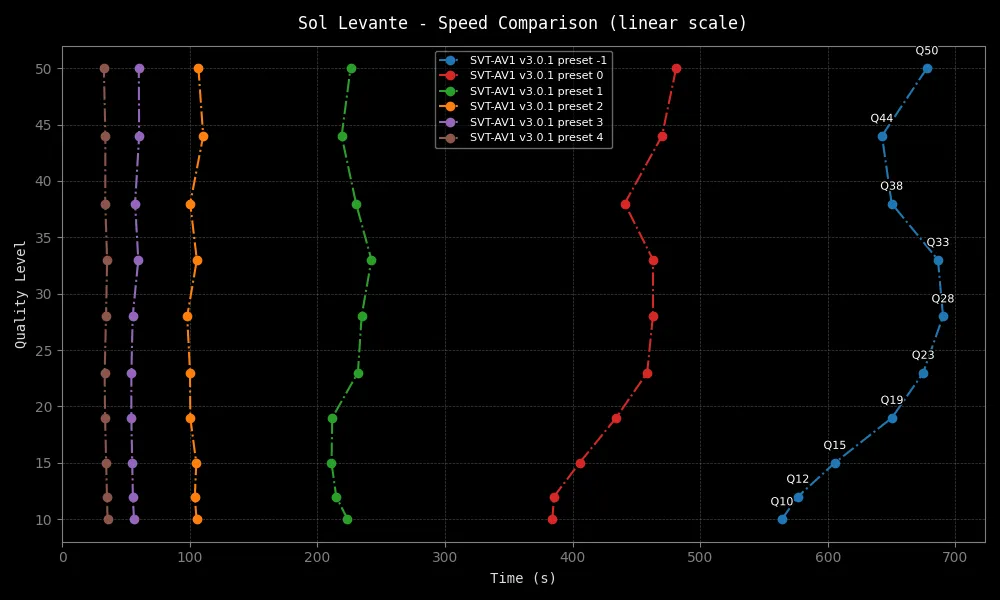 Sol Levante - Speed Comparison (linear scale)
SVT-AV1 v3.0.1 preset -1
SVT-AV1 v3.0.1 preset 0
SVT-AV1 v3.0.1 preset 1
SVT-AV1 v3.0.1 preset 2
SVT-AV1 v3.0.1 preset 3
SVT-AV1 v3.0.1 preset 4
Q50
Q44
Q38
Q33
Q28
Q23
Q19
Q15
Q12
Q10
Quality Level
50
45
40
35
30
25
20
15
10
0 100 200 300 400 500 600 700
Time (s)